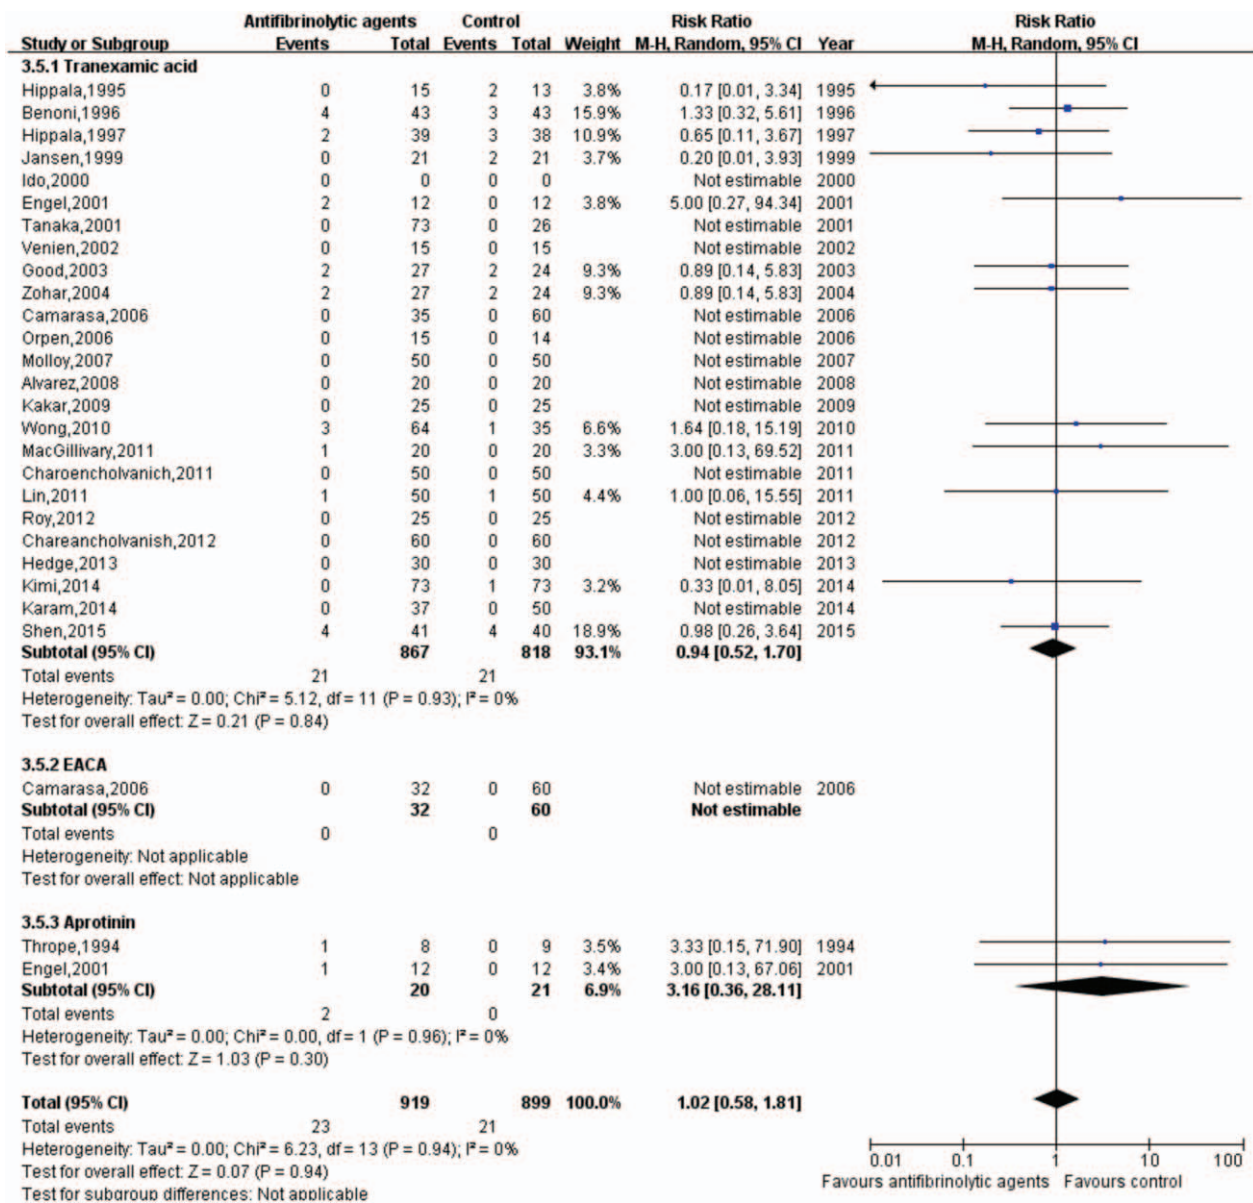 Antifibrinolytic agents Control Risk Ratio Risk Ratio
Study or Subgroup Events Total Events Total Weight M-H, Random, 95% CI Year M-H, Random, 95% CI
3.5.1 Tranexamic acid
Hippala,1995 0 15 2 13 3.8% 0.17 [0.01, 3.34] 1995
Benoni,1996 4 43 3 43 15.9% 1.33 [0.32, 5.61] 1996
Hippala,1997 2 39 3 38 10.9% 0.65 [0.11, 3.67] 1997
Jansen,1999 0 21 2 21 3.7% 0.20 [0.01, 3.93] 1999
Ido,2000 0 0 0 0 Not estimable 2000
Engel,2001 2 12 0 12 3.8% 5.00 [0.27, 94.34] 2001
Tanaka,2001 0 73 0 26 Not estimable 2001
Venien,2002 0 15 0 15 Not estimable 2002
Good,2003 2 27 2 24 9.3% 0.89 [0.14, 5.83] 2003
Zohar,2004 2 27 2 24 9.3% 0.89 [0.14, 5.83] 2004
Camarasa,2006 0 35 0 60 Not estimable 2006
Orpen,2006 0 15 0 14 Not estimable 2006
Molloy,2007 0 50 0 50 Not estimable 2007
Alvarez,2008 0 20 0 20 Not estimable 2008
Kakar,2009 0 25 0 25 Not estimable 2009
Wong,2010 3 64 1 35 6.6% 1.64 [0.18, 15.19] 2010
MacGillivary,2011 1 20 0 20 3.3% 3.00 [0.13, 69.52] 2011
Charoencholvanich,2011 0 50 0 50 Not estimable 2011
Lin,2011 1 50 1 50 4.4% 1.00 [0.06, 15.55] 2011
Roy,2012 0 25 0 25 Not estimable 2012
Chareancholvanish,2012 0 60 0 60 Not estimable 2012
Hedge,2013 0 30 0 30 Not estimable 2013
Kimi,2014 0 73 1 73 3.2% 0.33 [0.01, 8.05] 2014
Karam,2014 0 37 0 50 Not estimable 2014
Shen,2015 4 41 4 40 18.9% 0.98 [0.26, 3.64] 2015
Subtotal (95% CI) 867 818 93.1% 0.94 [0.52, 1.70]
Total events 21 21
Heterogeneity: Tau² = 0.00; Chi² = 5.12, df = 11 (P = 0.93); I² = 0%
Test for overall effect: Z = 0.21 (P = 0.84)
3.5.2 EACA
Camarasa,2006 0 32 0 60 Not estimable 2006
Subtotal (95% CI) 32 60 Not estimable
Total events 0 0
Heterogeneity: Not applicable
Test for overall effect: Not applicable
3.5.3 Aprotinin
Thrope,1994 1 8 0 9 3.5% 3.33 [0.15, 71.90] 1994
Engel,2001 1 12 0 12 3.4% 3.00 [0.13, 67.06] 2001
Subtotal (95% CI) 20 21 6.9% 3.16 [0.36, 28.11]
Total events 2 0
Heterogeneity: Tau² = 0.00; Chi² = 0.00, df = 1 (P = 0.96); I² = 0%
Test for overall effect: Z = 1.03 (P = 0.30)
Total (95% CI) 919 899 100.0% 1.02 [0.58, 1.81]
Total events 23 21
Heterogeneity: Tau² = 0.00; Chi² = 6.23, df = 13 (P = 0.94); I² = 0%
Test for overall effect: Z = 0.07 (P = 0.94)
Test for subgroup differences: Not applicable
0.01 0.1 1 10 100
Favours antifibrinolytic agents Favours control